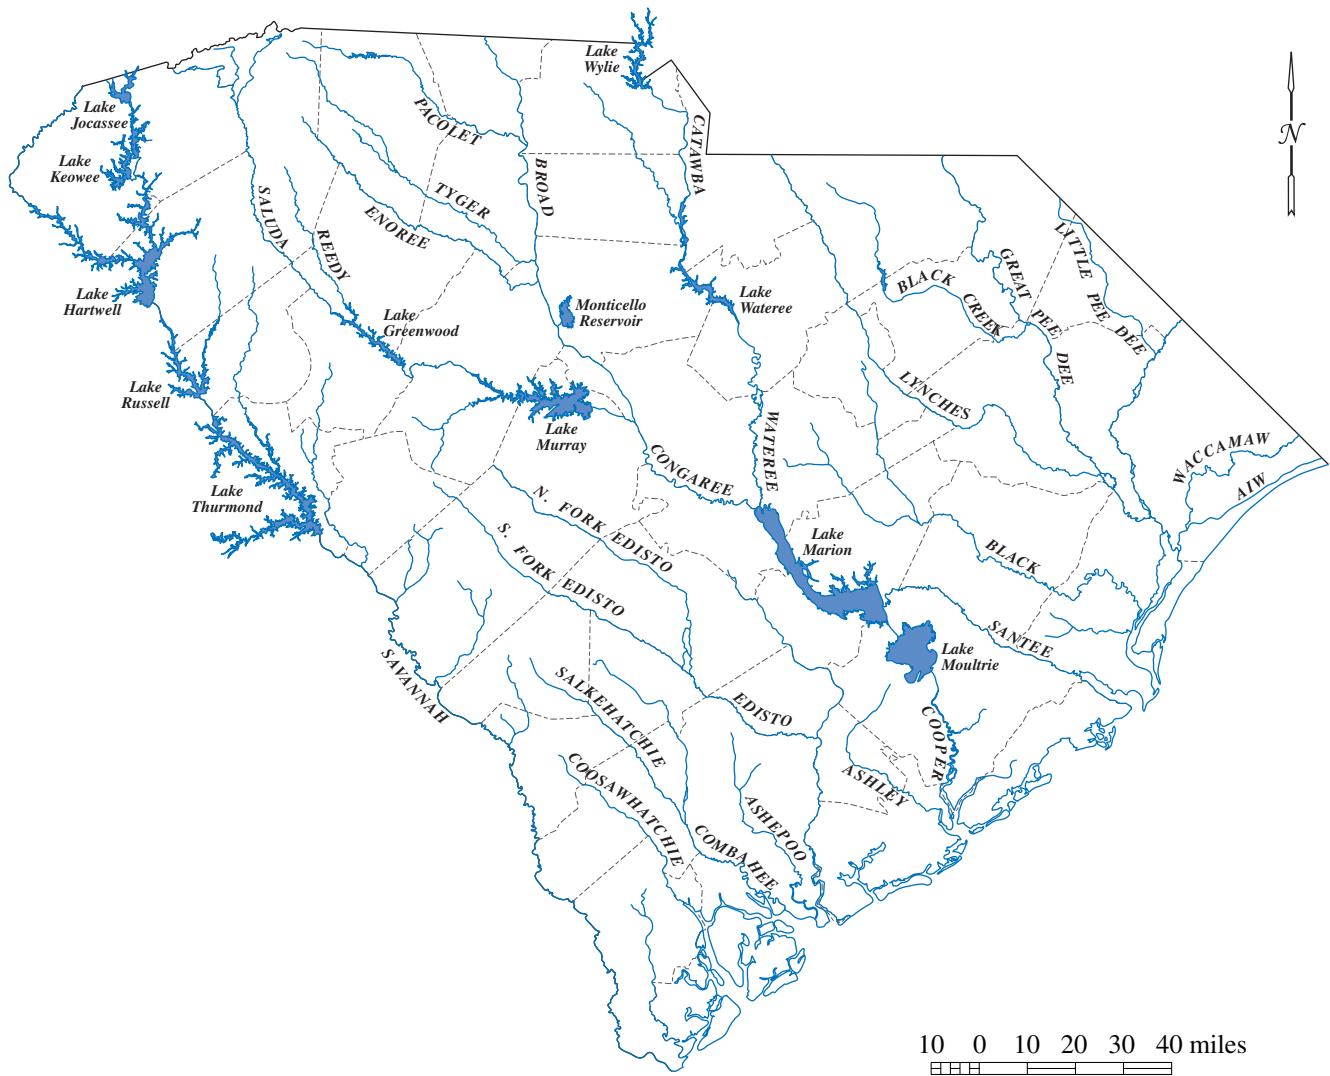 Lake
Wylie
Lake
Jocassee
Lake
Keowee
PACOLET
CATAWBA
BROAD
N
TYGER
ENOREE
SALUDA
REEDY
LITTLE PEE DEE
GREAT PEE DEE
BLACK CREEK
Lake
Hartwell
Lake
Greenwood
Monticello
Reservoir
Lake
Wateree
Lake
Russell
LYNCHES
Lake
Murray
WATEREE
CONGAREE
WACCAMAW
AIW
Lake
Thurmond
N. FORK EDISTO
S. FORK EDISTO
Lake
Marion
BLACK
SANTEE
Lake
Moultrie
SAVANNAH
SALKEHATCHIE
EDISTO
COOPER
COOSAWHATCHIE
ASHLEY
ASHEPOO
COMBAHEE
10 0 10 20 30 40 miles